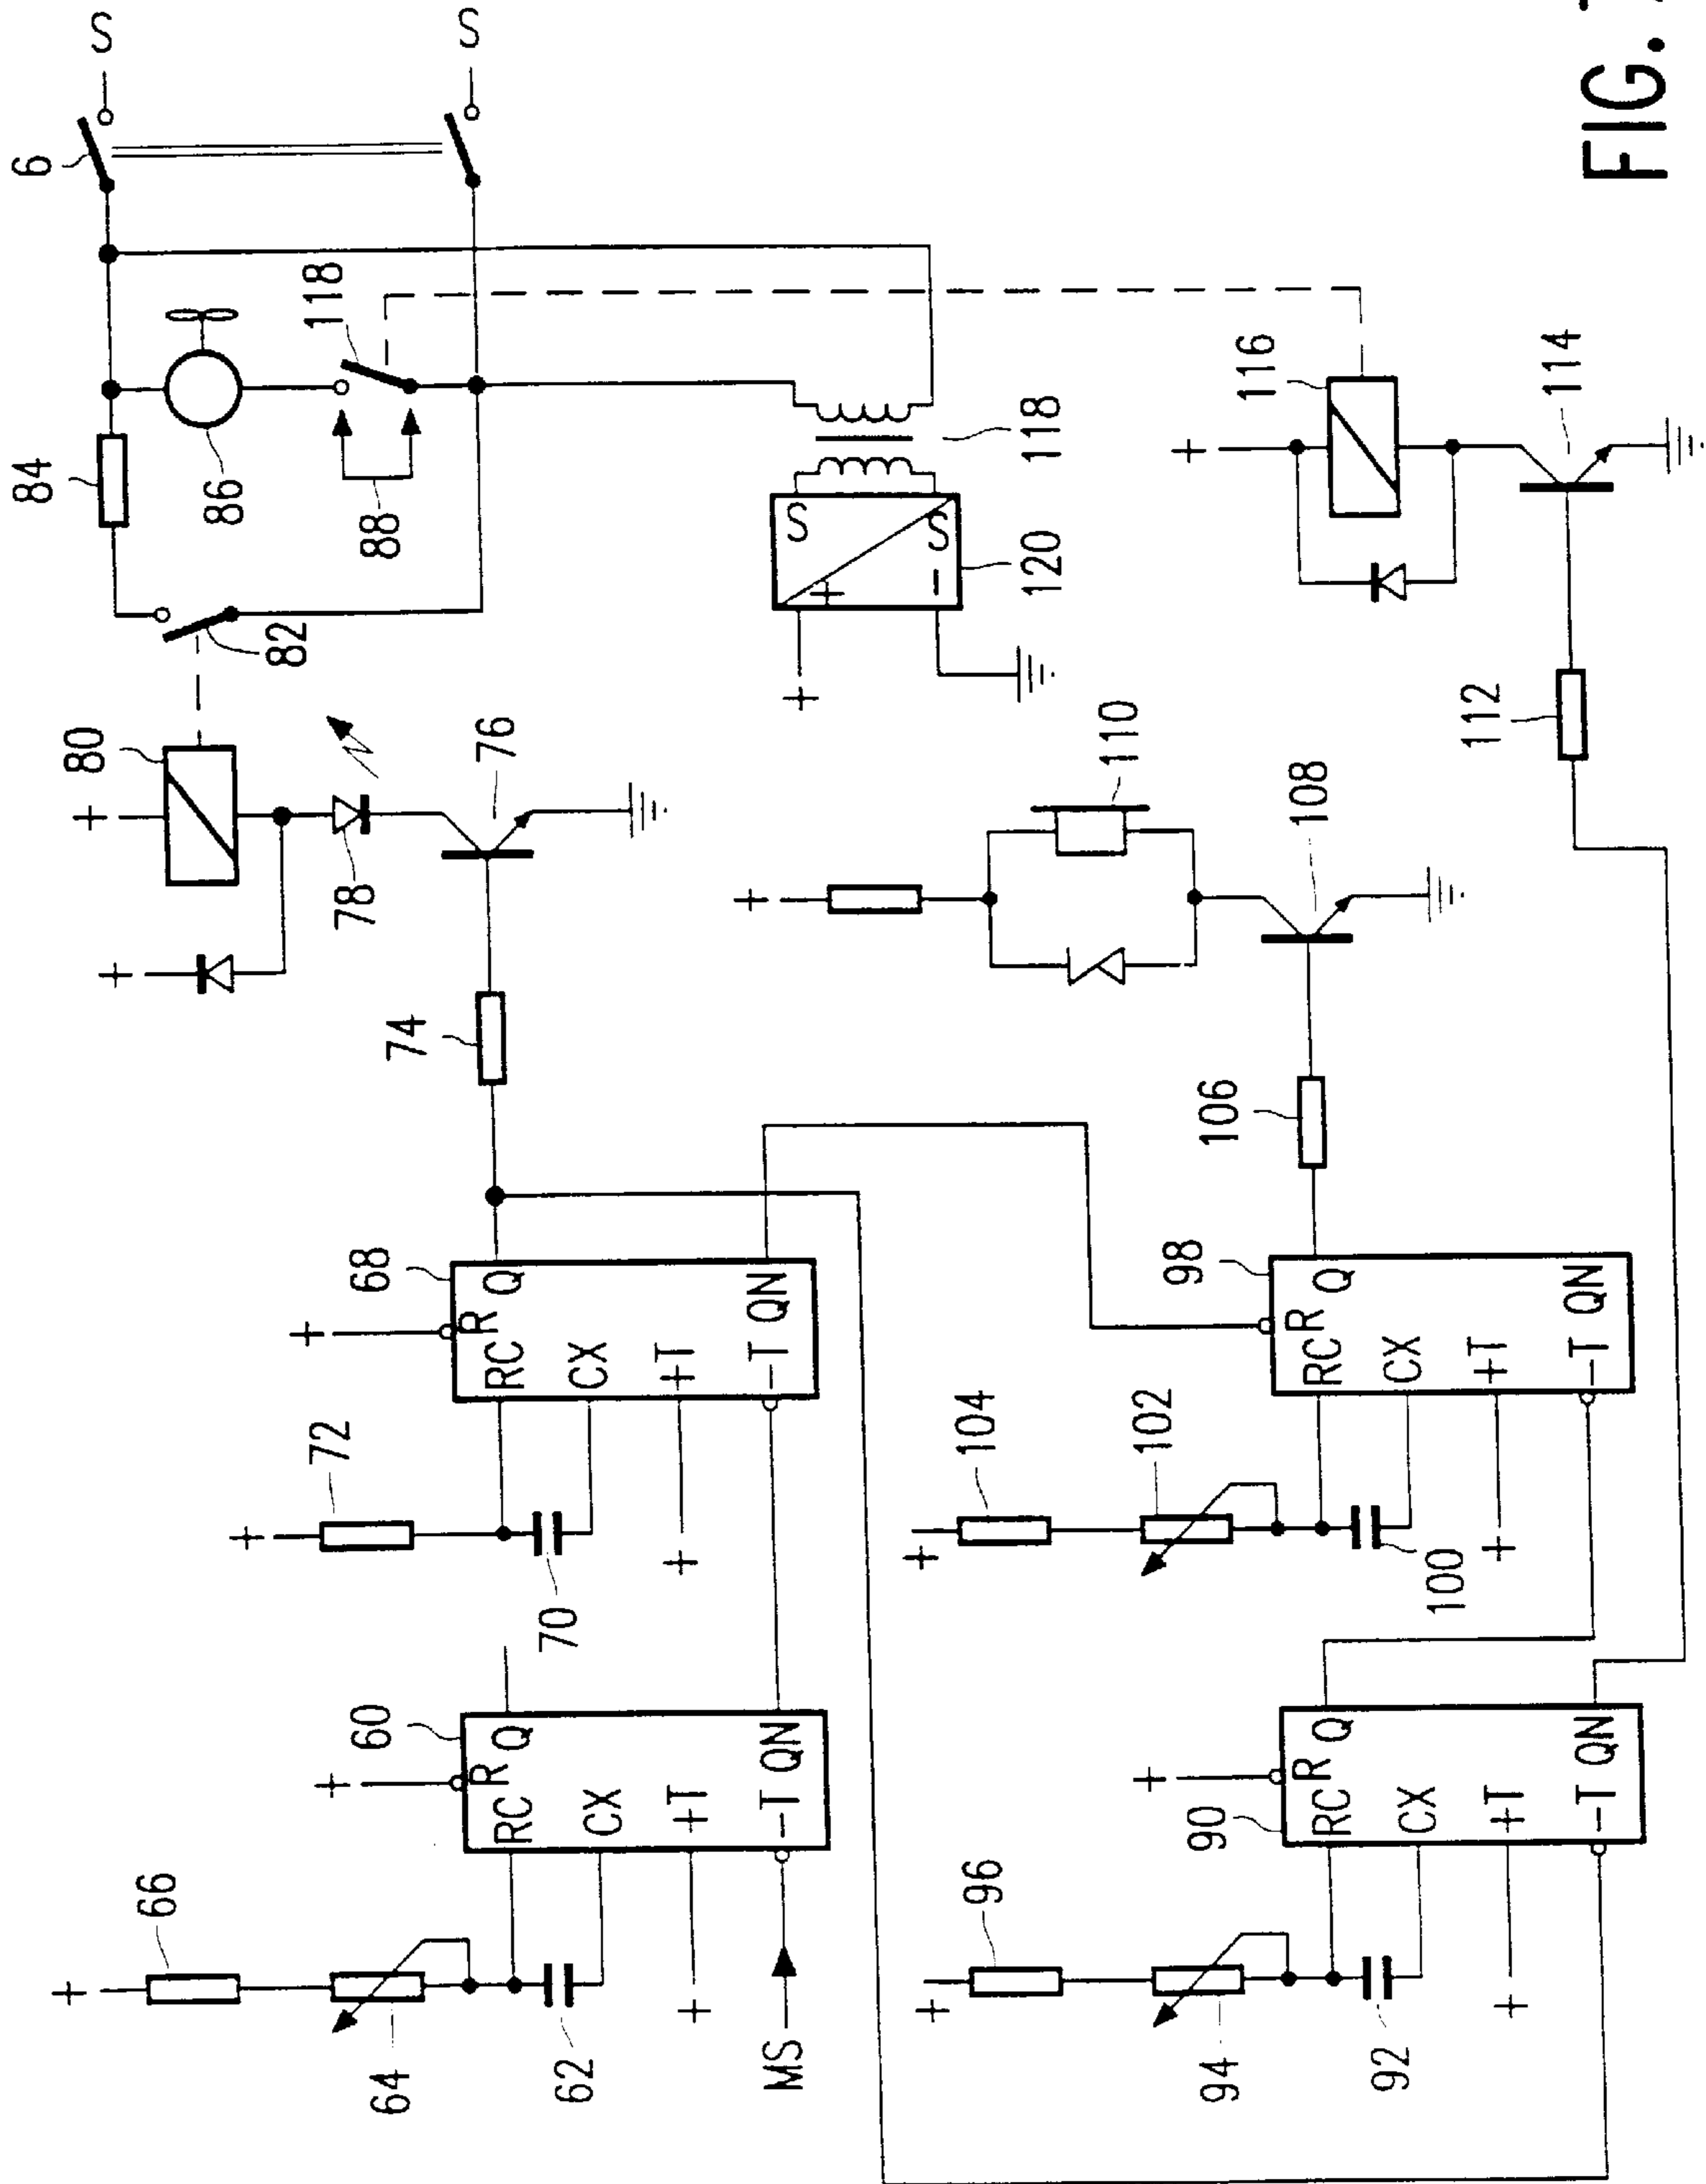 + 66
+ 64
62
MS
+
60
R Q
RC
CX
+T
-T QN
+
+ 72
70
+
+ 68
R Q
RC
CX
+T
-T QN
74
+
+ 80
78
76
82
84
86
88
118
6
S
S
+
+
S
S
-
120
118
+ 96
94
92
+
+
90
R Q
RC
CX
+T
-T QN
+ 104
102
100
+
98
R Q
RC
CX
+T
-T QN
106
+
110
108
112
+
116
114
FIG.